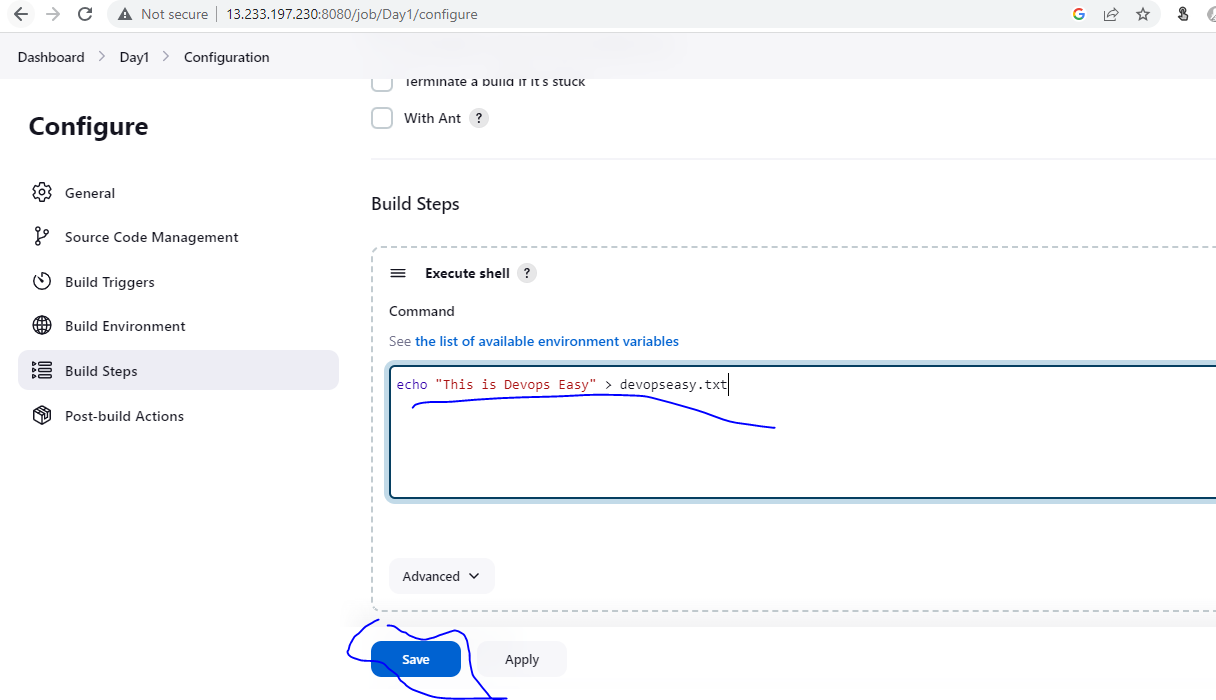 Not secure | 13.233.197.230:8080/job/Day1/configure
Dashboard > Day1 > Configuration
Terminate a build if it's stuck
With Ant ?
Configure
General
Source Code Management
Build Triggers
Build Environment
Build Steps
Post-build Actions
Build Steps
Execute shell ?
Command
See the list of available environment variables
echo "This is Devops Easy" > devopseasy.txt
Advanced
Save
Apply